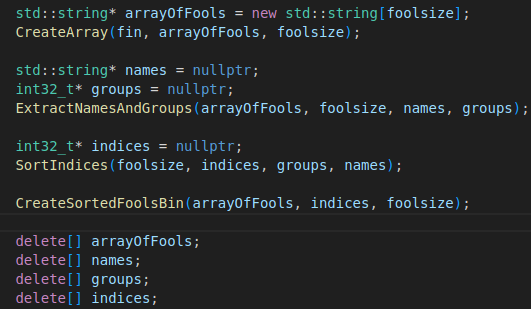 std::string* arrayOfFools = new std::string[foolsize];
CreateArray(fin, arrayOfFools, foolsize);
std::string* names = nullptr;
int32_t* groups = nullptr;
ExtractNamesAndGroups(arrayOfFools, foolsize, names, groups);
int32_t* indices = nullptr;
SortIndices(foolsize, indices, groups, names);
CreateSortedFoolsBin(arrayOfFools, indices, foolsize);
delete[] arrayOfFools;
delete[] names;
delete[] groups;
delete[] indices;